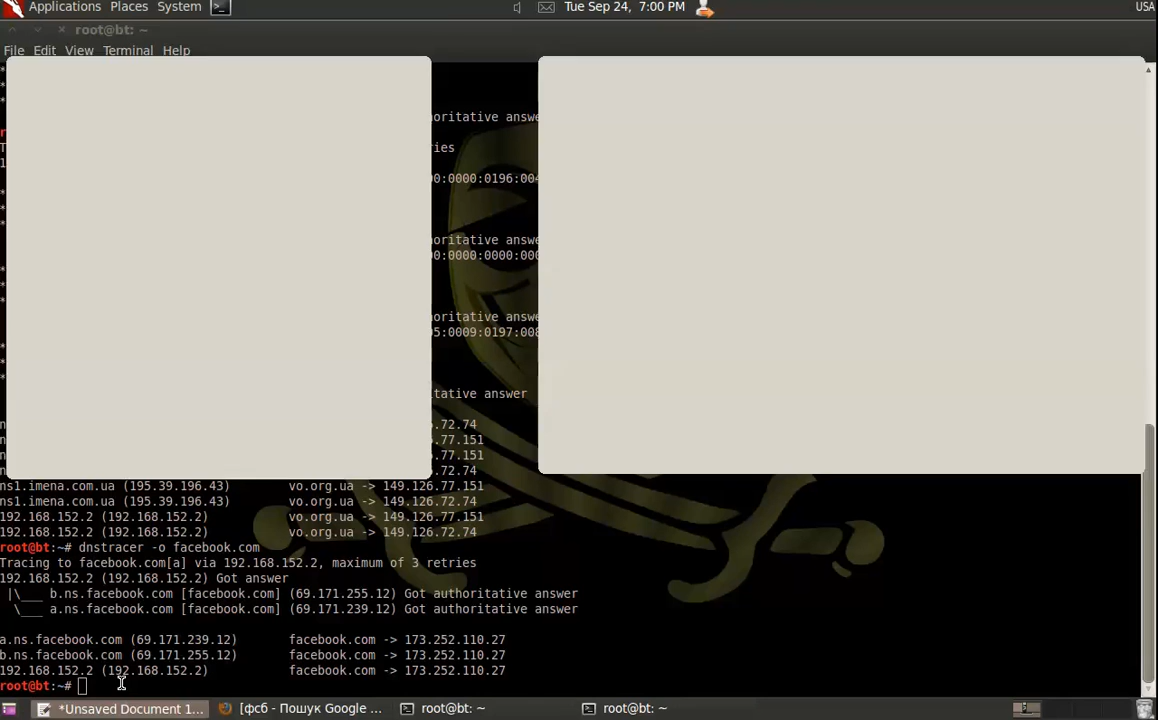 Applications Places System Tue Sep 24, 7:00 PM USA
root@bt: ~
File Edit View Terminal Help
oritative answe
ries
00:0000:0196:004
oritative answe
00:0000:0000:000
oritative answe
05:0009:0197:008
tative answer
.72.74
.77.151
.77.151
.72.74
ns1.imena.com.ua (195.39.196.43) vo.org.ua -> 149.126.77.151
ns1.imena.com.ua (195.39.196.43) vo.org.ua -> 149.126.72.74
192.168.152.2 (192.168.152.2) vo.org.ua -> 149.126.77.151
192.168.152.2 (192.168.152.2) vo.org.ua -> 149.126.72.74
root@bt:~# dnstracer -o facebook.com
Tracing to facebook.com[a] via 192.168.152.2, maximum of 3 retries
192.168.152.2 (192.168.152.2) Got answer
|\___ b.ns.facebook.com [facebook.com] (69.171.255.12) Got authoritative answer
\___ a.ns.facebook.com [facebook.com] (69.171.239.12) Got authoritative answer
a.ns.facebook.com (69.171.239.12) facebook.com -> 173.252.110.27
b.ns.facebook.com (69.171.255.12) facebook.com -> 173.252.110.27
192.168.152.2 (192.168.152.2) facebook.com -> 173.252.110.27
root@bt:~#
*Unsaved Document 1... [фсб - Пошук Google ... root@bt: ~ root@bt: ~